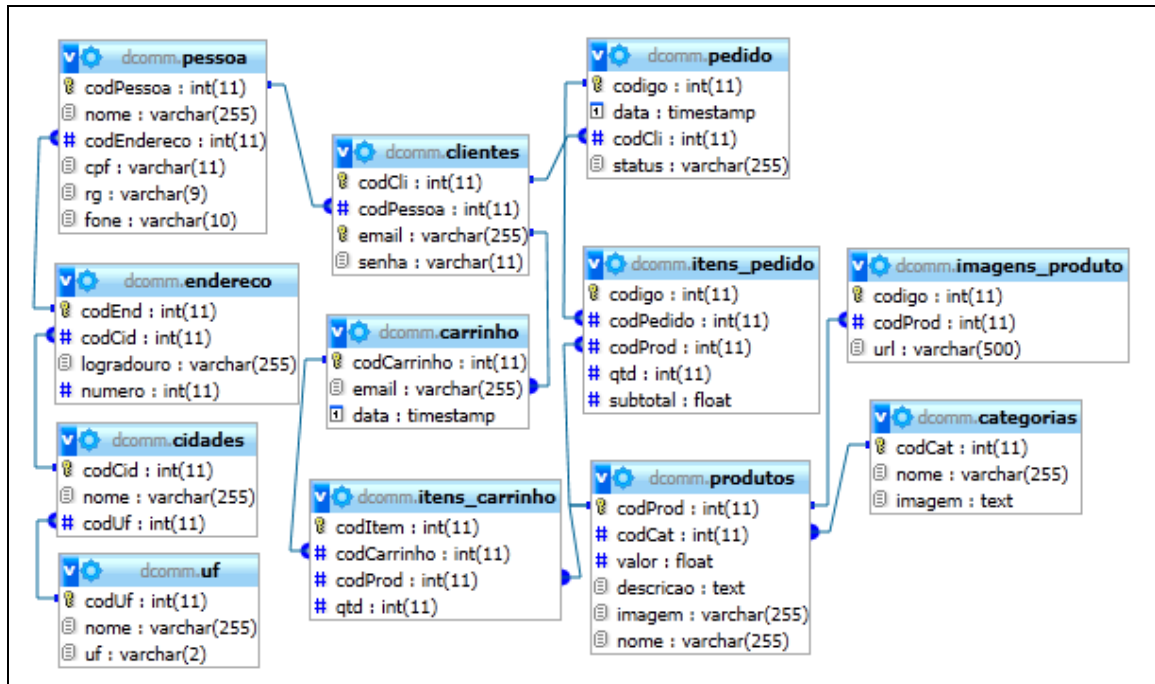 dcomm.pessoa
codPessoa : int(11)
nome : varchar(255)
# codEndereco : int(11)
cpf : varchar(11)
rg : varchar(9)
fone : varchar(10)
dcomm.endereco
codEnd : int(11)
# codCid : int(11)
logradouro : varchar(255)
# numero : int(11)
dcomm.cidades
codCid : int(11)
nome : varchar(255)
# codUf : int(11)
dcomm.uf
codUf : int(11)
nome : varchar(255)
uf : varchar(2)
dcomm.clientes
codCli : int(11)
# codPessoa : int(11)
email : varchar(255)
senha : varchar(11)
dcomm.carrinho
codCarrinho : int(11)
email : varchar(255)
data : timestamp
dcomm.itens_carrinho
codItem : int(11)
# codCarrinho : int(11)
# codProd : int(11)
# qtd : int(11)
dcomm.pedido
codigo : int(11)
data : timestamp
# codCli : int(11)
status : varchar(255)
dcomm.itens_pedido
codigo : int(11)
# codPedido : int(11)
# codProd : int(11)
# qtd : int(11)
# subtotal : float
dcomm.produtos
codProd : int(11)
# codCat : int(11)
# valor : float
descricao : text
imagem : varchar(255)
nome : varchar(255)
dcomm.imagens_produto
codigo : int(11)
# codProd : int(11)
url : varchar(500)
dcomm.categorias
codCat : int(11)
nome : varchar(255)
imagem : text